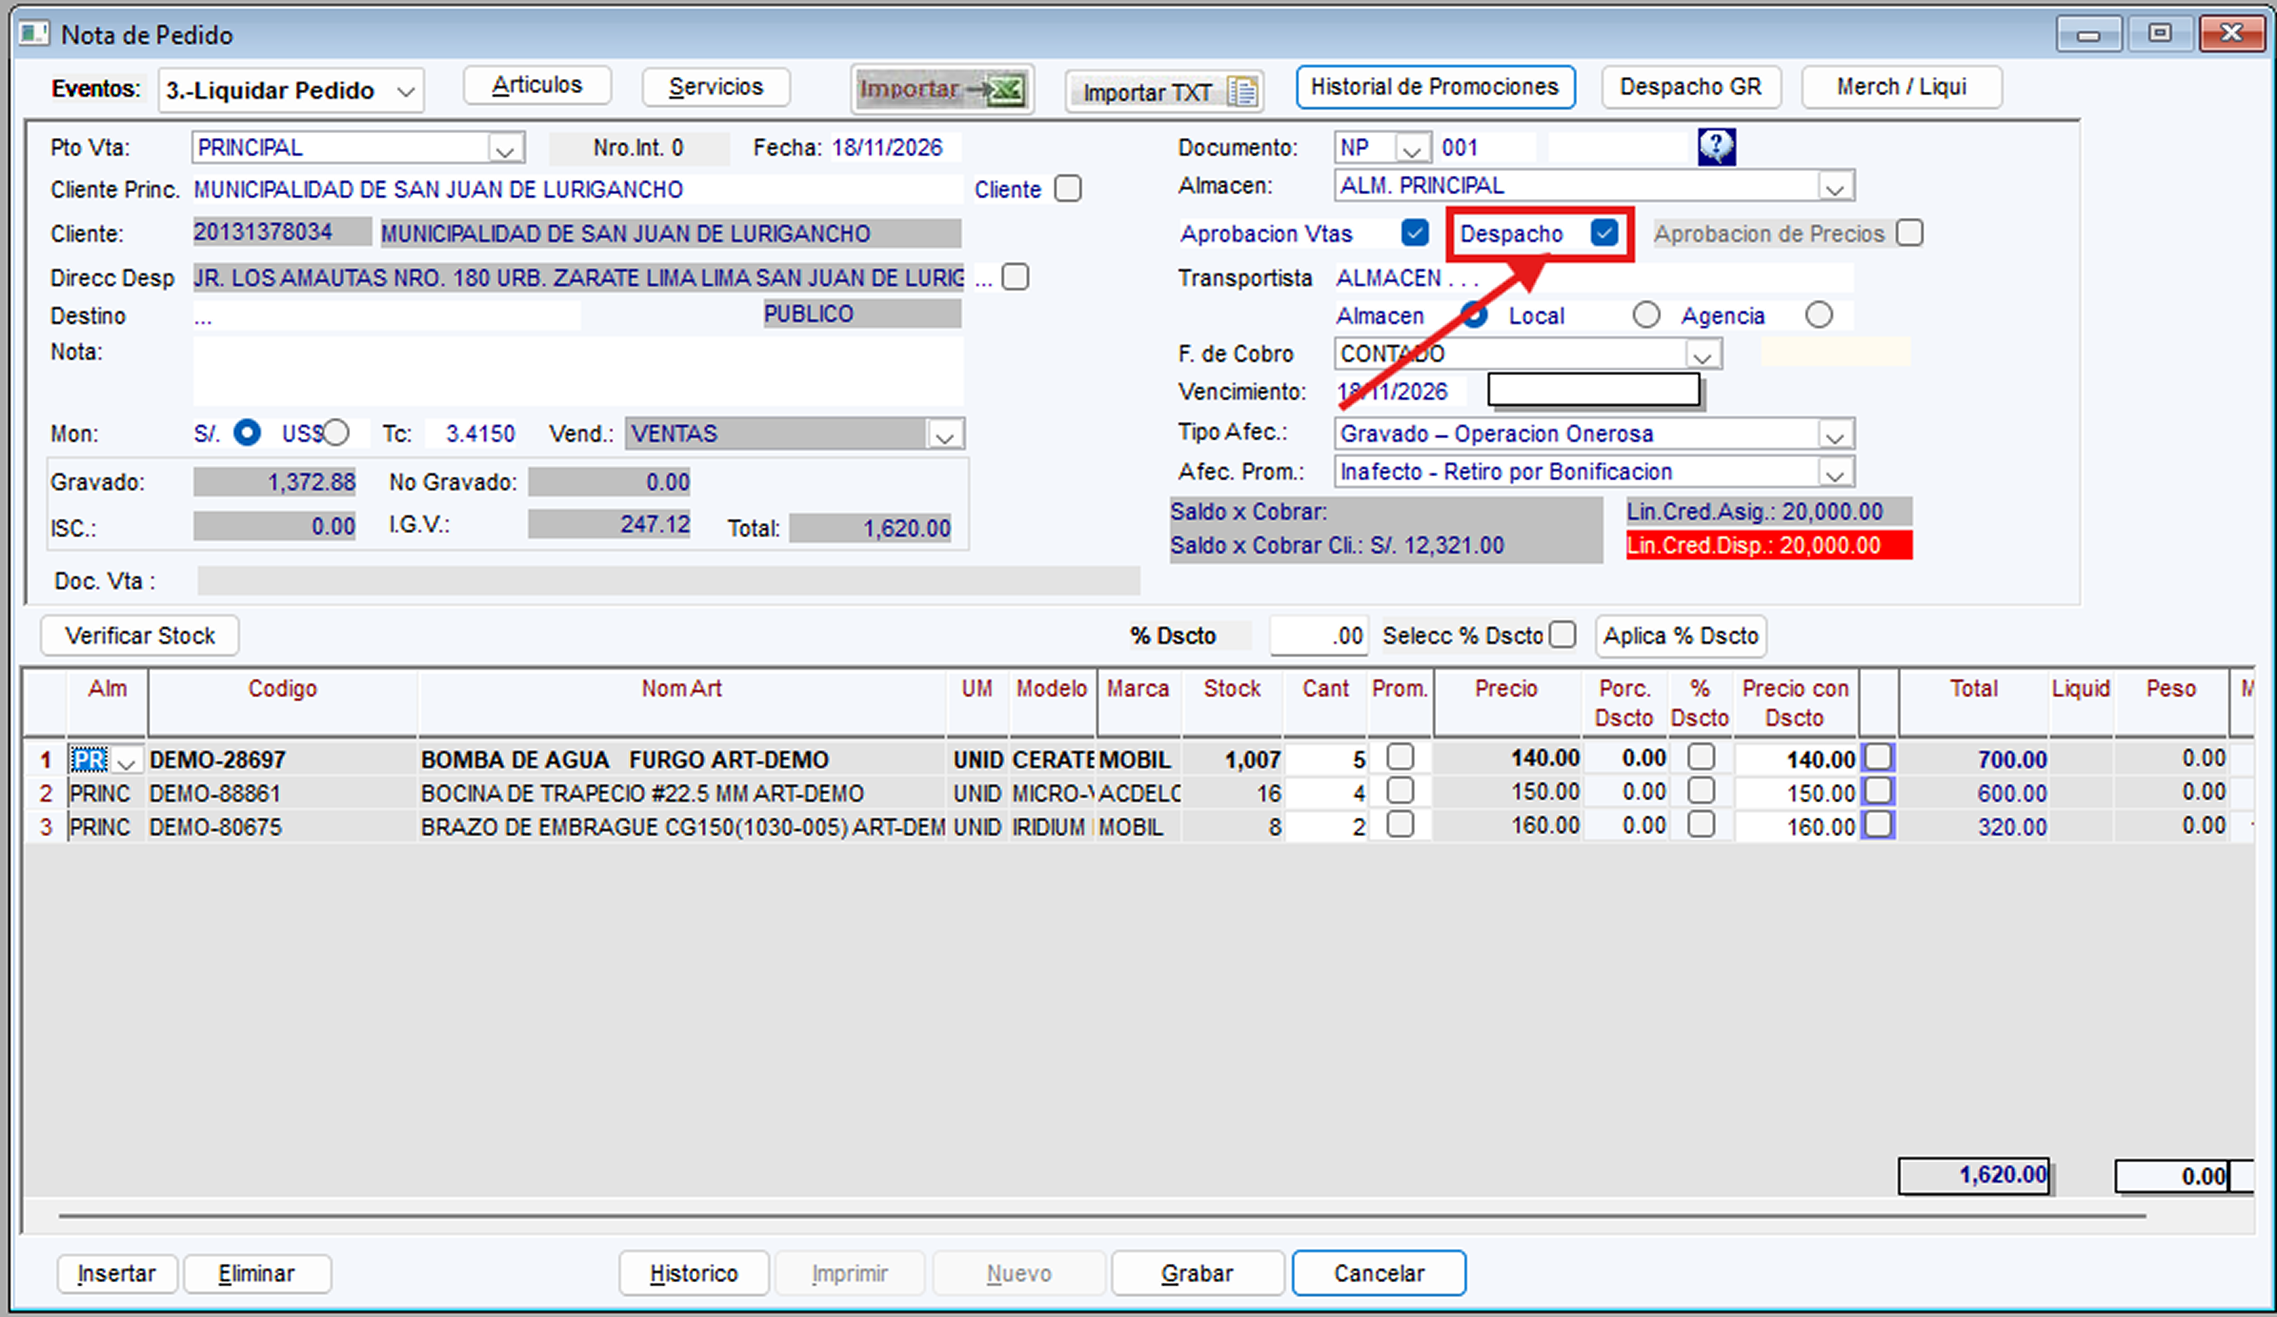 Nota de Pedido
Eventos: 3.-Liquidar Pedido Articulos Servicios Importar Importar TXT Historial de Promociones Despacho GR Merch / Liqui
Pto Vta: PRINCIPAL Nro.Int. 0 Fecha: 18/11/2026 Documento: NP 001 ?
Cliente Princ. MUNICIPALIDAD DE SAN JUAN DE LURIGANCHO Cliente Almacen: ALM. PRINCIPAL
Cliente: 20131378034 MUNICIPALIDAD DE SAN JUAN DE LURIGANCHO Aprobacion Vtas Despacho Aprobacion de Precios
Direcc Desp JR. LOS AMAUTAS NRO. 180 URB. ZARATE LIMA LIMA SAN JUAN DE LURIG ... Transportista ALMACEN . . .
Destino ... PUBLICO Almacen Local Agencia
Nota: F. de Cobro CONTADO
Vencimiento: 18/11/2026
Mon: S/. US$ Tc: 3.4150 Vend.: VENTAS Tipo Afec.: Gravado – Operacion Onerosa
Gravado: 1,372.88 No Gravado: 0.00 Afec. Prom.: Inafecto - Retiro por Bonificacion
ISC.: 0.00 I.G.V.: 247.12 Total: 1,620.00 Saldo x Cobrar: Lin.Cred.Asig.: 20,000.00
Saldo x Cobrar Cli.: S/. 12,321.00 Lin.Cred.Disp.: 20,000.00
Doc. Vta :
Verificar Stock % Dscto .00 Selecc % Dscto Aplica % Dscto
Alm Codigo Nom Art UM Modelo Marca Stock Cant Prom. Precio Porc. Dscto % Dscto Precio con Dscto Total Liquid Peso
1 PR DEMO-28697 BOMBA DE AGUA FURGO ART-DEMO UNID CERATE MOBIL 1,007 5 140.00 0.00 140.00 700.00 0.00
2 PRINC DEMO-88861 BOCINA DE TRAPECIO #22.5 MM ART-DEMO UNID MICRO-V ACDELC 16 4 150.00 0.00 150.00 600.00 0.00
3 PRINC DEMO-80675 BRAZO DE EMBRAGUE CG150(1030-005) ART-DEM UNID IRIDIUM MOBIL 8 2 160.00 0.00 160.00 320.00 0.00
1,620.00 0.00
Insertar Eliminar Historico Imprimir Nuevo Grabar Cancelar